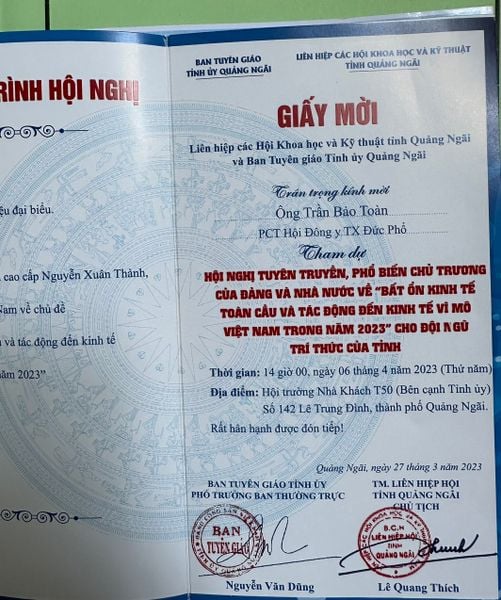 RÌNH HỘI NGHỊ
ệu đại biểu.
cao cấp Nguyễn Xuân Thành,
Nam về chủ đề
và tác động đến kinh tế
năm 2023”
BAN TUYÊN GIÁO
TỈNH ỦY QUẢNG NGÃI
LIÊN HIỆP CÁC HỘI KHOA HỌC VÀ KỸ THUẬT
TỈNH QUẢNG NGÃI
GIẤY MỜI
Liên hiệp các Hội Khoa học và Kỹ thuật tỉnh Quảng Ngãi
và Ban Tuyên giáo Tỉnh ủy Quảng Ngãi
Trân trọng kính mời
Ông Trần Bảo Toàn
PCT Hội Đông y TX Đức Phổ
Tham dự
HỘI NGHỊ TUYÊN TRUYỀN, PHỔ BIẾN CHỦ TRƯƠNG
CỦA ĐẢNG VÀ NHÀ NƯỚC VỀ “BẤT ỔN KINH TẾ
TOÀN CẦU VÀ TÁC ĐỘNG ĐẾN KINH TẾ VĨ MÔ
VIỆT NAM TRONG NĂM 2023” CHO ĐỘI NGŨ
TRÍ THỨC CỦA TỈNH
Thời gian: 14 giờ 00, ngày 06 tháng 4 năm 2023 (Thứ năm)
Địa điểm: Hội trường Nhà Khách T50 (Bên cạnh Tỉnh ủy)
Số 142 Lê Trung Đình, thành phố Quảng Ngãi.
Rất hân hạnh được đón tiếp!
Quảng Ngãi, ngày 27 tháng 3 năm 2023
BAN TUYÊN GIÁO TỈNH ỦY
PHÓ TRƯỞNG BAN THƯỜNG TRỰC
TM. LIÊN HIỆP HỘI
TỈNH QUẢNG NGÃI
CHỦ TỊCH
BAN
TUYÊN GIÁO
B.C.H
LIÊN HIỆP HỘI
TỈNH
QUẢNG NGÃI
Nguyễn Văn Dũng
Lê Quang Thích